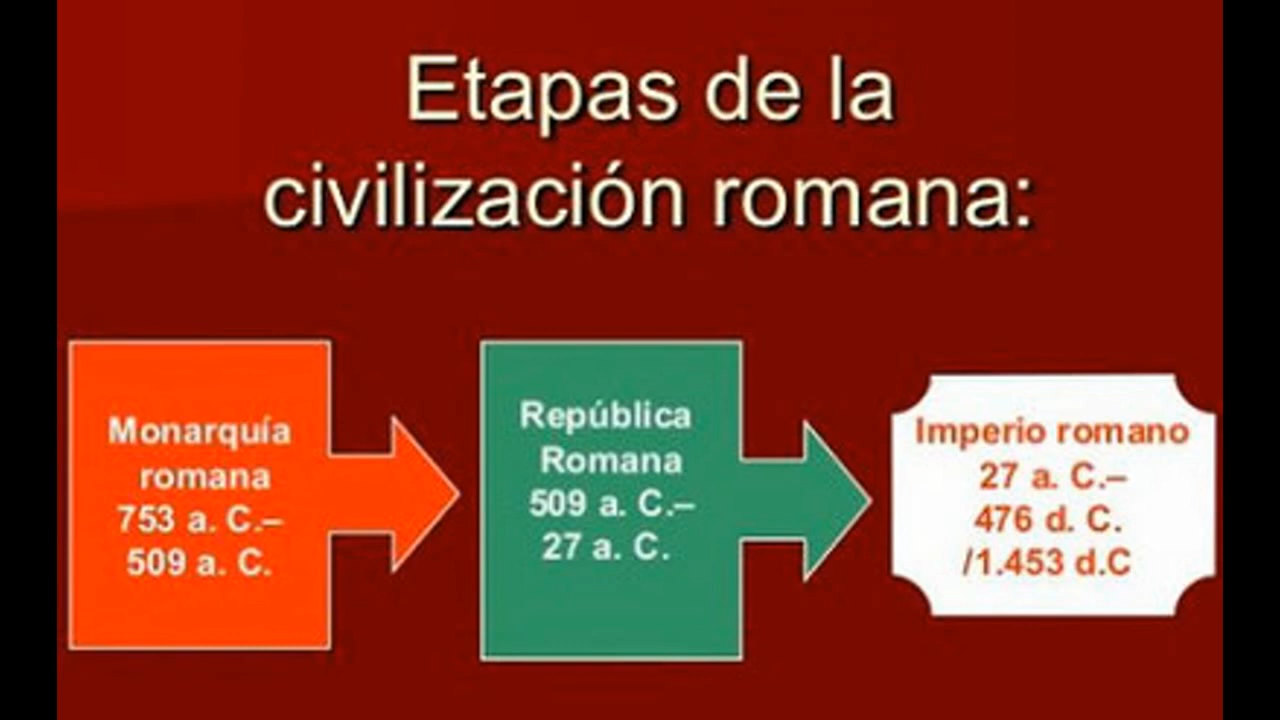 Etapas de la
civilización romana:
Monarquía
romana
753 a. C.–
509 a. C.
República
Romana
509 a. C.–
27 a. C.
Imperio romano
27 a. C.–
476 d. C.
/1.453 d.C